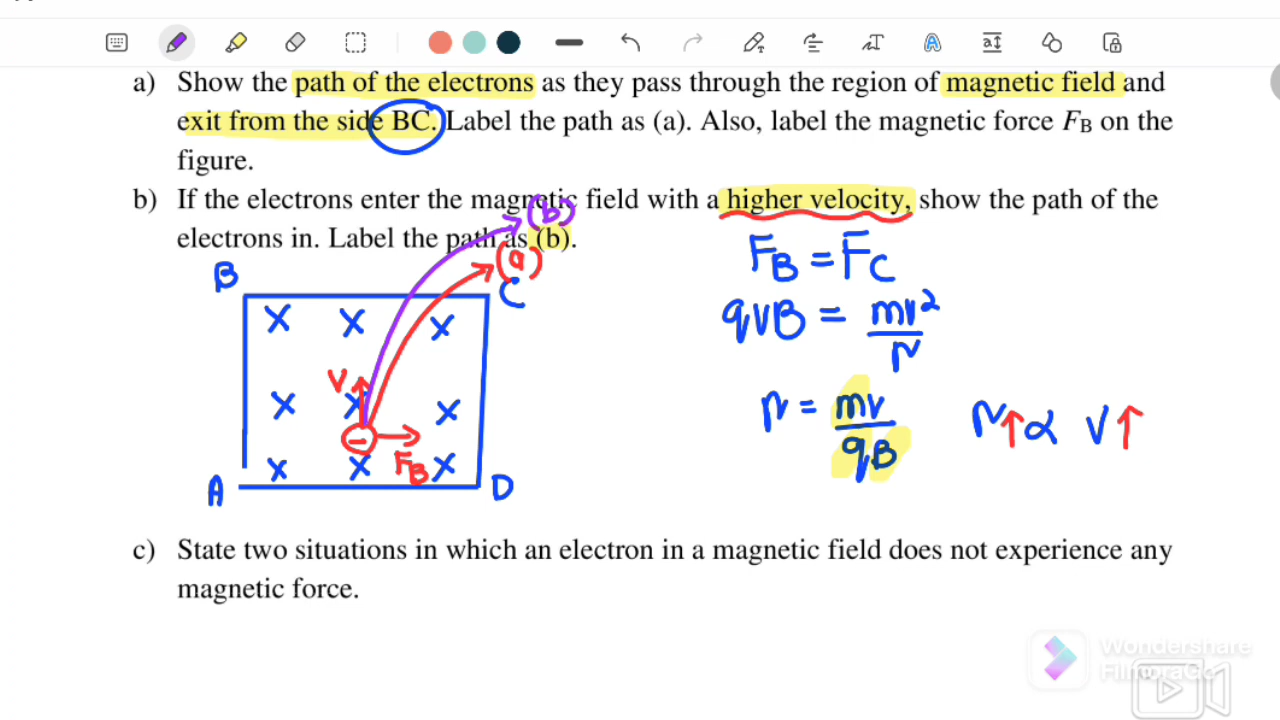 a) Show the path of the electrons as they pass through the region of magnetic field and
exit from the side BC. Label the path as (a). Also, label the magnetic force FB on the
figure.
b) If the electrons enter the magnetic field with a higher velocity, show the path of the
electrons in. Label the path as (b).
(b)
(a)
B
C
X X X
V
X X X
−
FB
X X X
A
D
FB = FC
qvB = mv²/r
r = mv/qB
r↑ ∝ v↑
c) State two situations in which an electron in a magnetic field does not experience any
magnetic force.
Wondershare
FilmoraGo